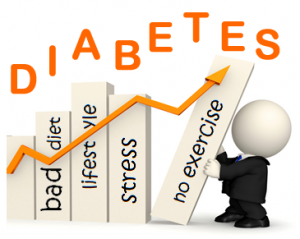 DIABETES
bad diet
lifestyle
stress
no exercise